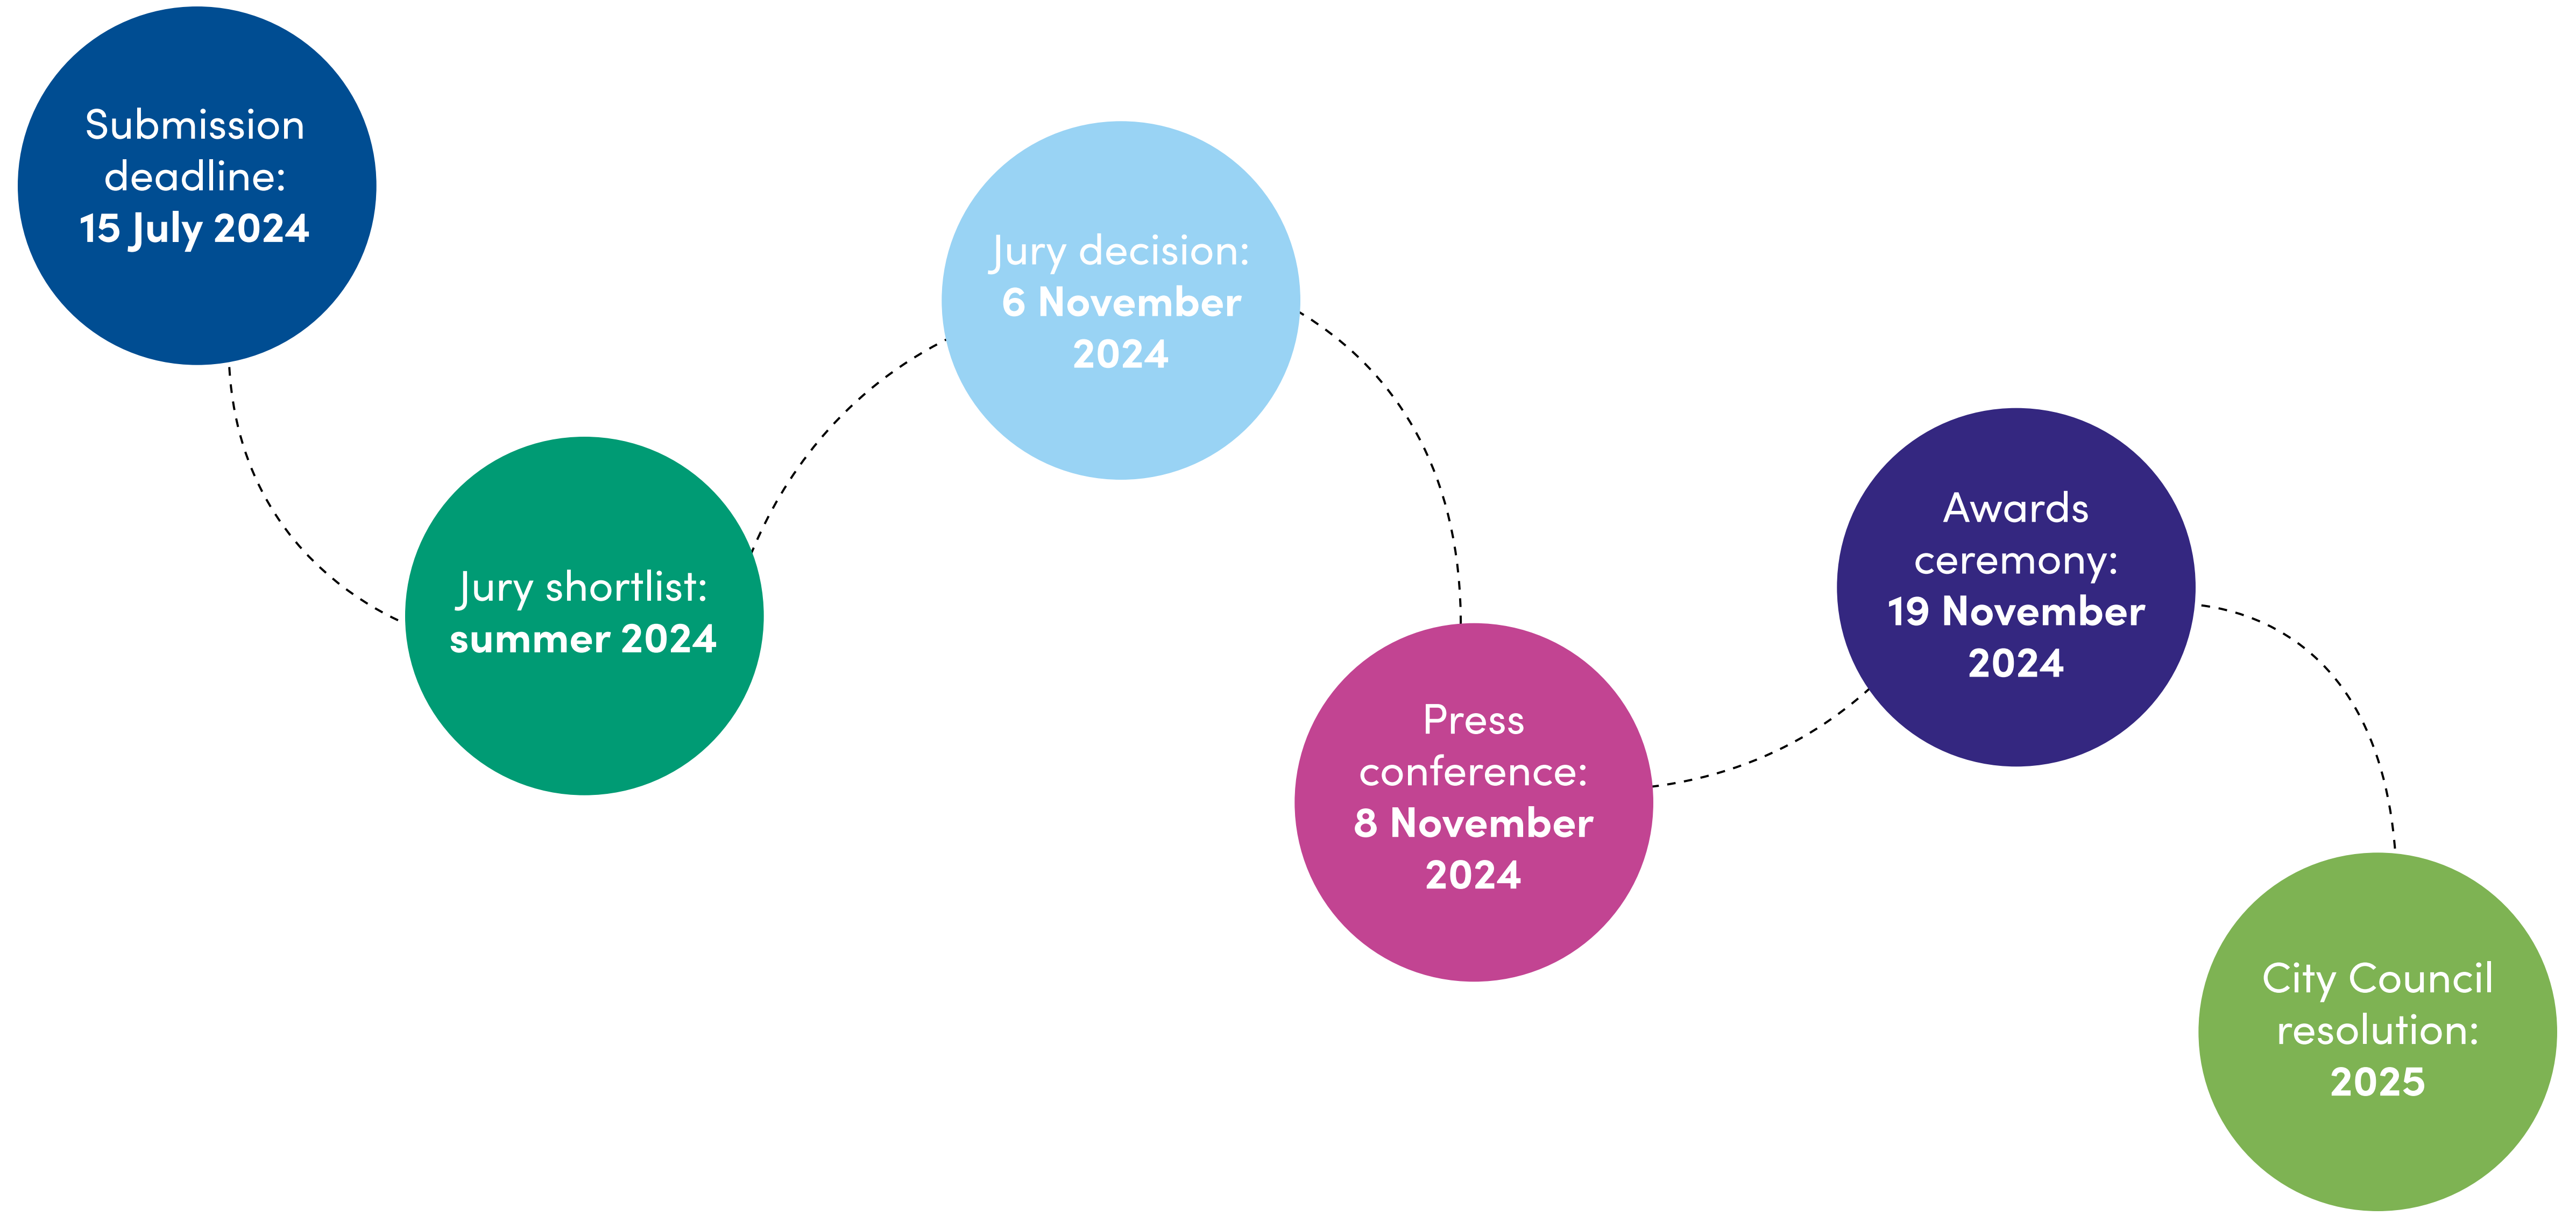 Submission
deadline:
15 July 2024
Jury shortlist:
summer 2024
Jury decision:
6 November
2024
Press
conference:
8 November
2024
Awards
ceremony:
19 November
2024
City Council
resolution:
2025